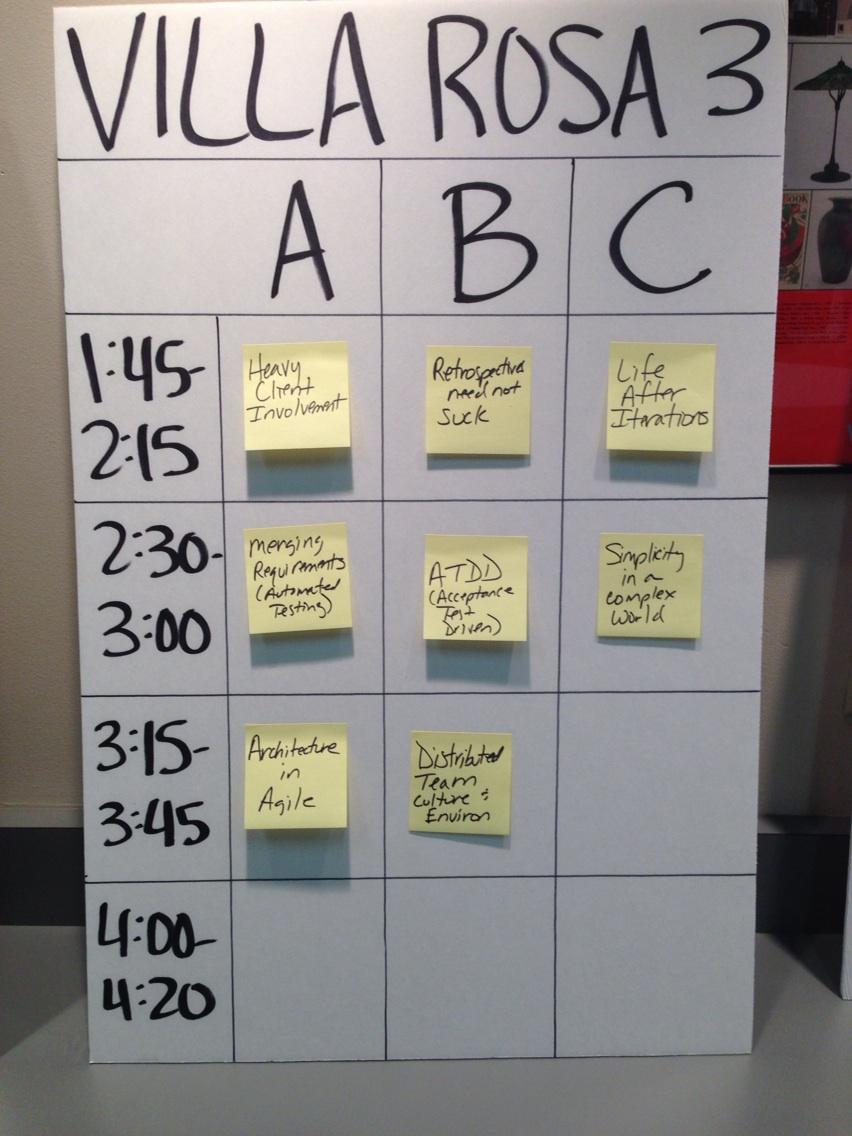 VILLA ROSA 3
A B C
1:45-
2:15
Heavy
Client
Involvement
Retrospectives
need not
Suck
Life
After
Iterations
2:30-
3:00
Merging
Requirements
(Automated
Testing)
ATDD
(Acceptance
Test
Driven)
Simplicity
in a
complex
World
3:15-
3:45
Architecture
in
Agile
Distributed
Team
Culture &
Environ
4:00-
4:20
BOOK